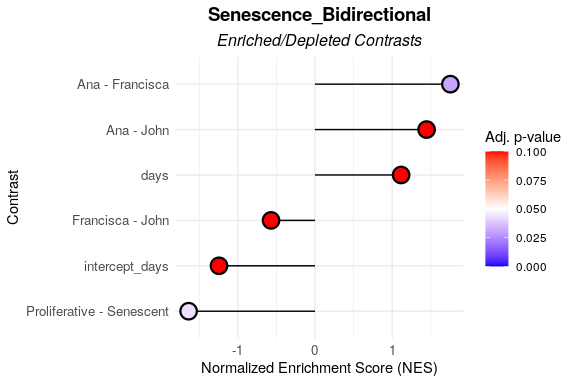 Senescence_Bidirectional
Enriched/Depleted Contrasts
Contrast
Ana - Francisca
Ana - John
days
Francisca - John
intercept_days
Proliferative - Senescent
-1
0
1
Normalized Enrichment Score (NES)
Adj. p-value
0.100
0.075
0.050
0.025
0.000